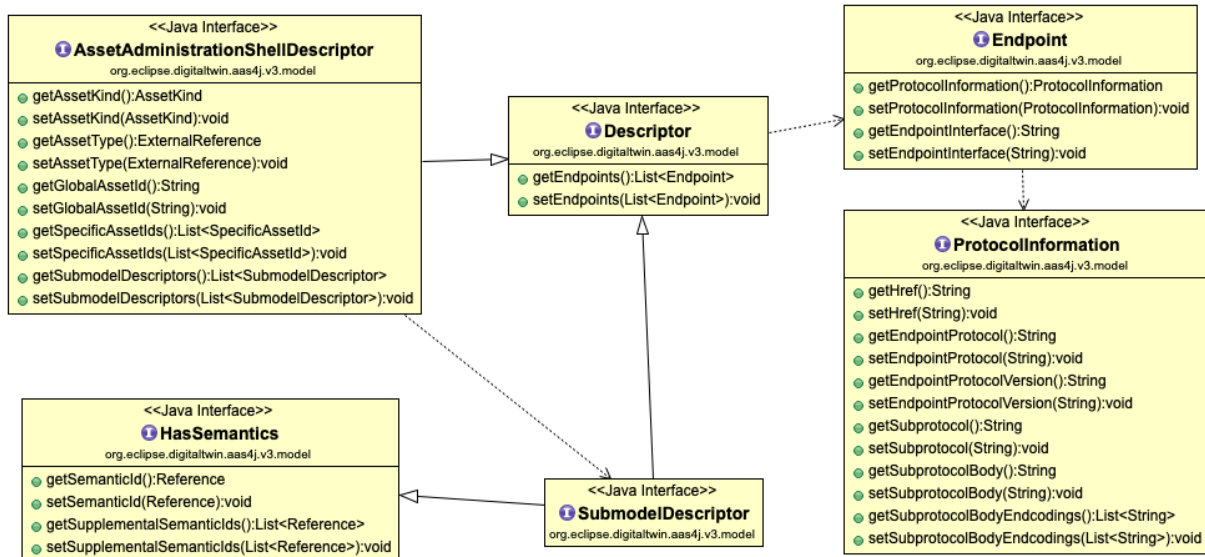 <<Java Interface>>
AssetAdministrationShellDescriptor
org.eclipse.digitaltwin.aas4j.v3.model
getAssetKind():AssetKind
setAssetKind(AssetKind):void
getAssetType():ExternalReference
setAssetType(ExternalReference):void
getGlobalAssetId():String
setGlobalAssetId(String):void
getSpecificAssetIds():List<SpecificAssetId>
setSpecificAssetIds(List<SpecificAssetId>):void
getSubmodelDescriptors():List<SubmodelDescriptor>
setSubmodelDescriptors(List<SubmodelDescriptor>):void
<<Java Interface>>
Descriptor
org.eclipse.digitaltwin.aas4j.v3.model
getEndpoints():List<Endpoint>
setEndpoints(List<Endpoint>):void
<<Java Interface>>
Endpoint
org.eclipse.digitaltwin.aas4j.v3.model
getProtocolInformation():ProtocolInformation
setProtocolInformation(ProtocolInformation):void
getEndpointInterface():String
setEndpointInterface(String):void
<<Java Interface>>
ProtocolInformation
org.eclipse.digitaltwin.aas4j.v3.model
getHref():String
setHref(String):void
getEndpointProtocol():String
setEndpointProtocol(String):void
getEndpointProtocolVersion():String
setEndpointProtocolVersion(String):void
getSubprotocol():String
setSubprotocol(String):void
getSubprotocolBody():String
setSubprotocolBody(String):void
getSubprotocolBodyEndcodings():List<String>
setSubprotocolBodyEndcodings(List<String>):void
<<Java Interface>>
HasSemantics
org.eclipse.digitaltwin.aas4j.v3.model
getSemanticId():Reference
setSemanticId(Reference):void
getSupplementalSemanticIds():List<Reference>
setSupplementalSemanticIds(List<Reference>):void
<<Java Interface>>
SubmodelDescriptor
org.eclipse.digitaltwin.aas4j.v3.model